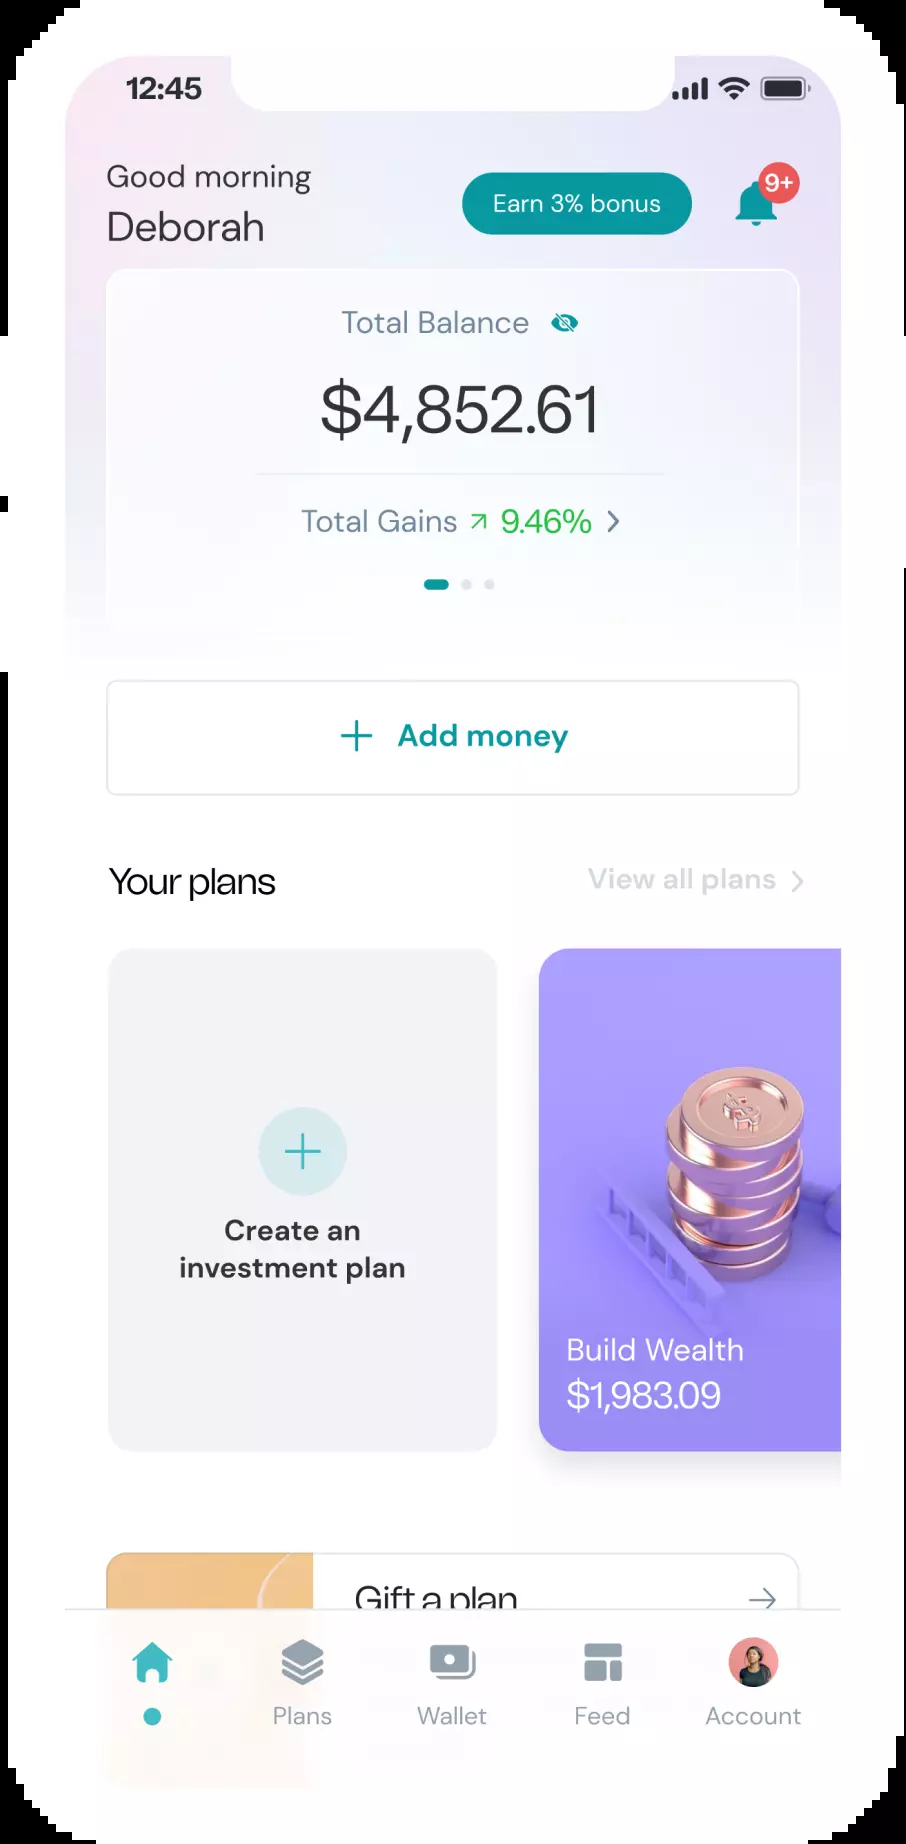 12:45
Good morning
Deborah
Earn 3% bonus
9+
Total Balance
$4,852.61
Total Gains 9.46%
Add money
Your plans
View all plans
Create an
investment plan
Build Wealth
$1,983.09
Gift a plan
Plans
Wallet
Feed
Account